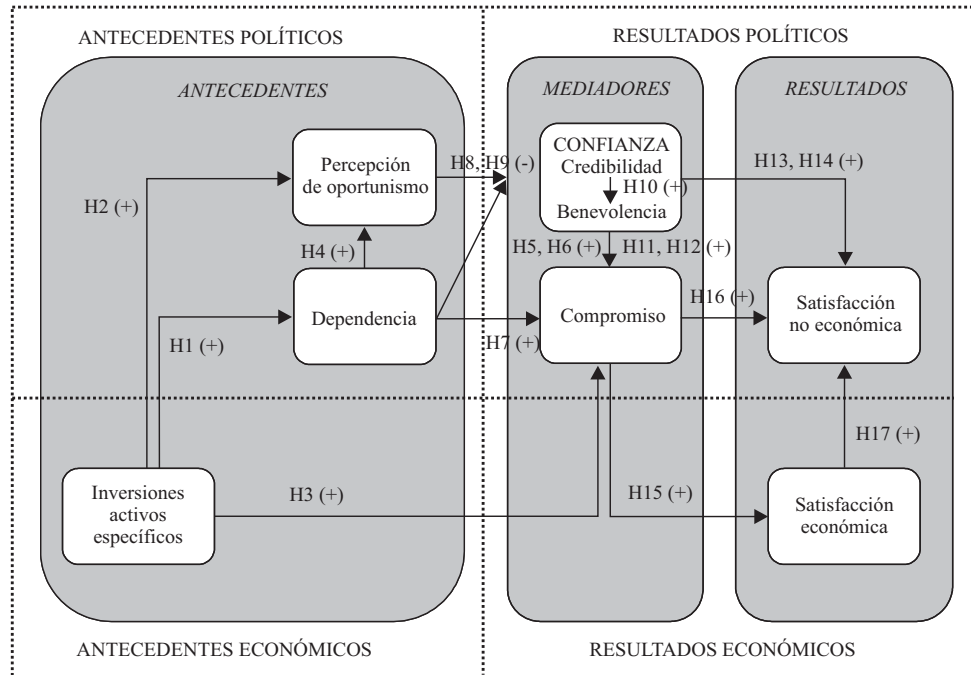 ANTECEDENTES POLÍTICOS
RESULTADOS POLÍTICOS
ANTECEDENTES
MEDIADORES
RESULTADOS
Percepción
de oportunismo
H8, H9 (-)
CONFIANZA
Credibilidad
H10 (+)
Benevolencia
H13, H14 (+)
H2 (+)
H4 (+)
H5, H6 (+)
H11, H12 (+)
Dependencia
Compromiso
H16 (+)
Satisfacción
no económica
H1 (+)
H7 (+)
H17 (+)
Inversiones
activos
específicos
H3 (+)
H15 (+)
Satisfacción
económica
ANTECEDENTES ECONÓMICOS
RESULTADOS ECONÓMICOS